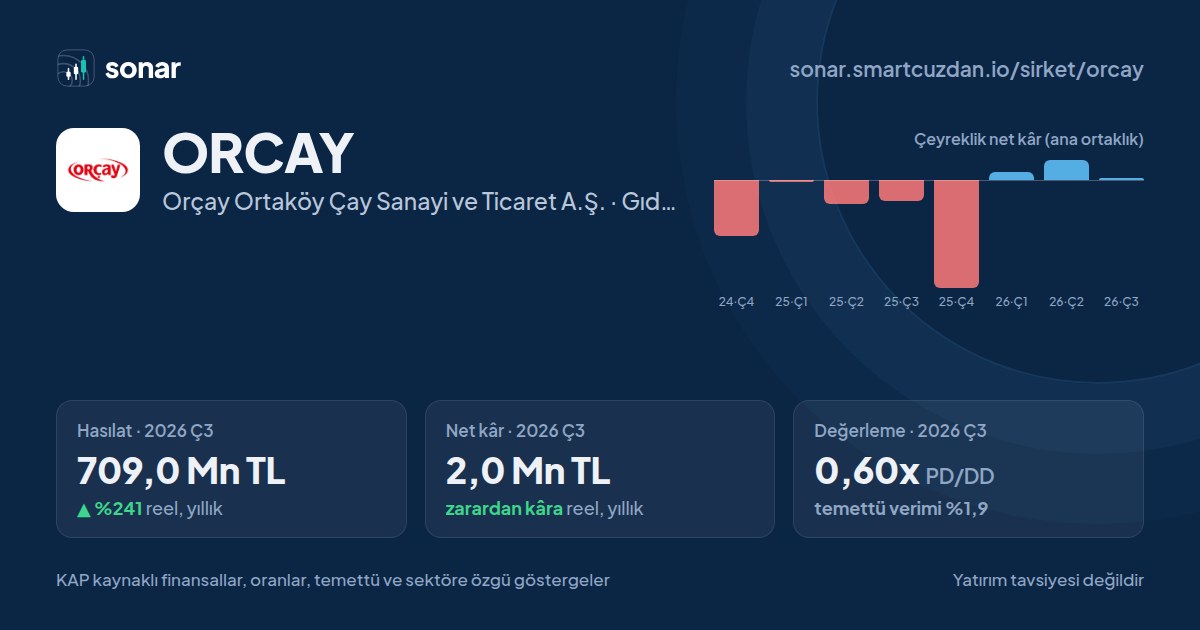 sonar
sonar.smartcuzdan.io/sirket/orcay
orçay
ORCAY
Orçay Ortaköy Çay Sanayi ve Ticaret A.Ş. · Gıd…
Çeyreklik net kâr (ana ortaklık)
24·Ç4 25·Ç1 25·Ç2 25·Ç3 25·Ç4 26·Ç1 26·Ç2 26·Ç3
Hasılat · 2026 Ç3
709,0 Mn TL
▲ %241 reel, yıllık
Net kâr · 2026 Ç3
2,0 Mn TL
zarardan kâra reel, yıllık
Değerleme · 2026 Ç3
0,60x PD/DD
temettü verimi %1,9
KAP kaynaklı finansallar, oranlar, temettü ve sektöre özgü göstergeler
Yatırım tavsiyesi değildir